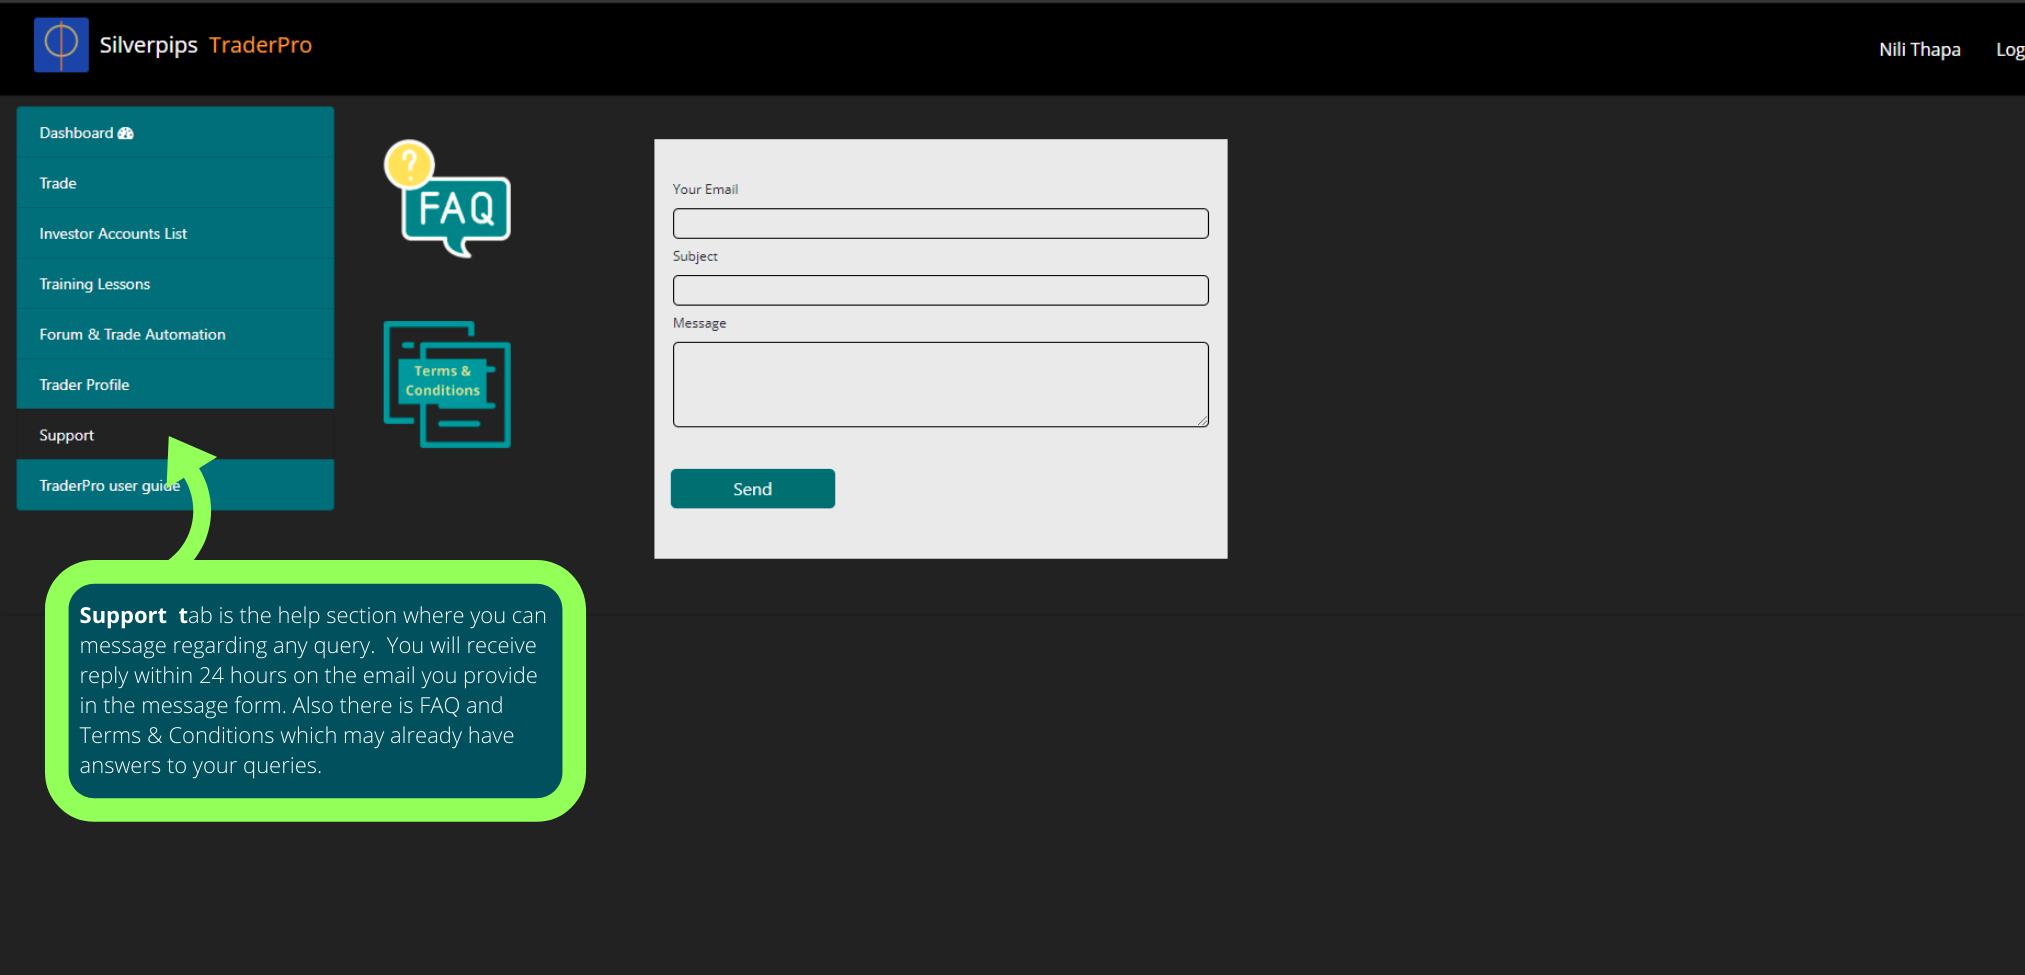 Silverpips TraderPro
Nili Thapa
Log
Dashboard
Trade
Investor Accounts List
Training Lessons
Forum & Trade Automation
Trader Profile
Support
TraderPro user guide
?
FAQ
Terms &
Conditions
Your Email
Subject
Message
Send
Support tab is the help section where you can
message regarding any query. You will receive
reply within 24 hours on the email you provide
in the message form. Also there is FAQ and
Terms & Conditions which may already have
answers to your queries.